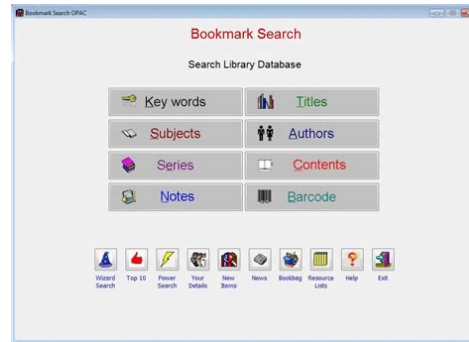 Bookmark Search OPAC
Bookmark Search
Search Library Database
Key words
Titles
Subjects
Authors
Series
Contents
Notes
Barcode
Wizard Search
Top 10
Power Search
Your Details
New Items
News
Bookbag
Resource Lists
Help
Exit